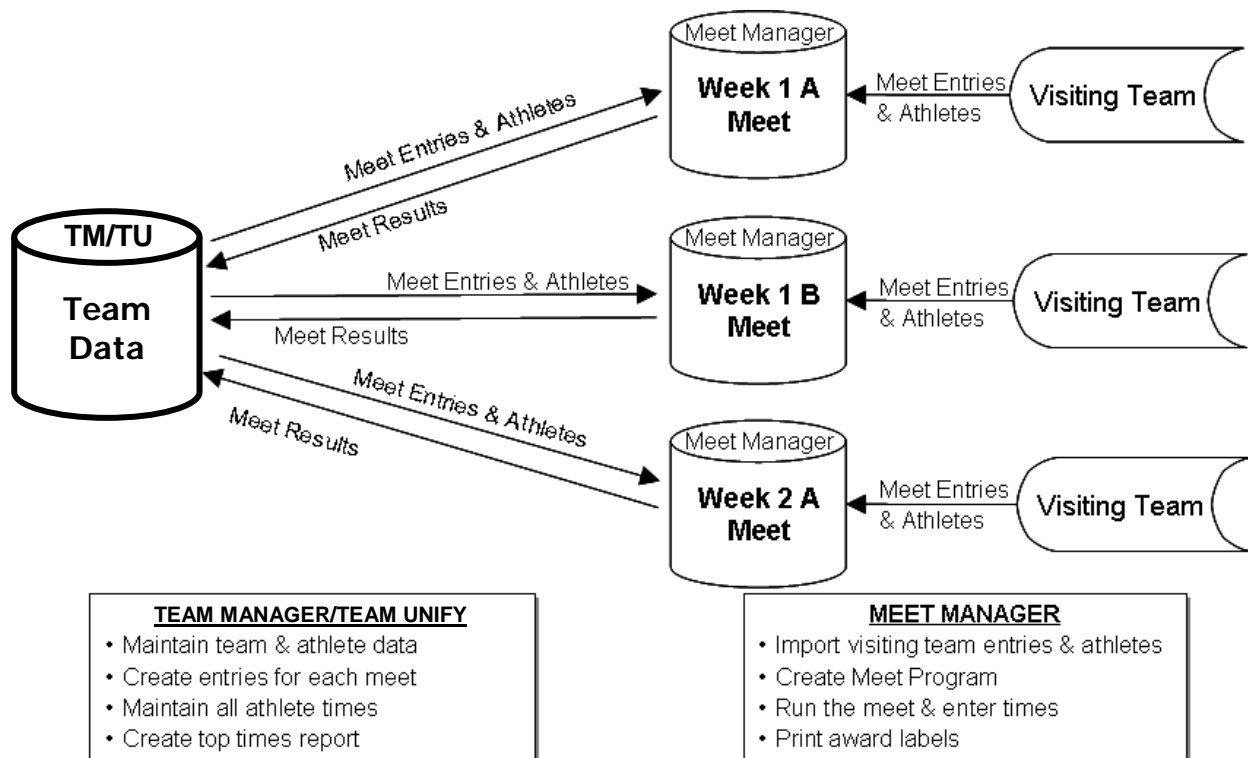 Meet Manager
Week 1 A
Meet
Meet Entries
& Athletes
Visiting Team
Meet Entries & Athletes
Meet Results
TM/TU
Team
Data
Meet Manager
Week 1 B
Meet
Meet Entries
& Athletes
Visiting Team
Meet Entries & Athletes
Meet Results
Meet Entries & Athletes
Meet Results
Meet Manager
Week 2 A
Meet
Meet Entries
& Athletes
Visiting Team
TEAM MANAGER/TEAM UNIFY
• Maintain team & athlete data
• Create entries for each meet
• Maintain all athlete times
• Create top times report
MEET MANAGER
• Import visiting team entries & athletes
• Create Meet Program
• Run the meet & enter times
• Print award labels